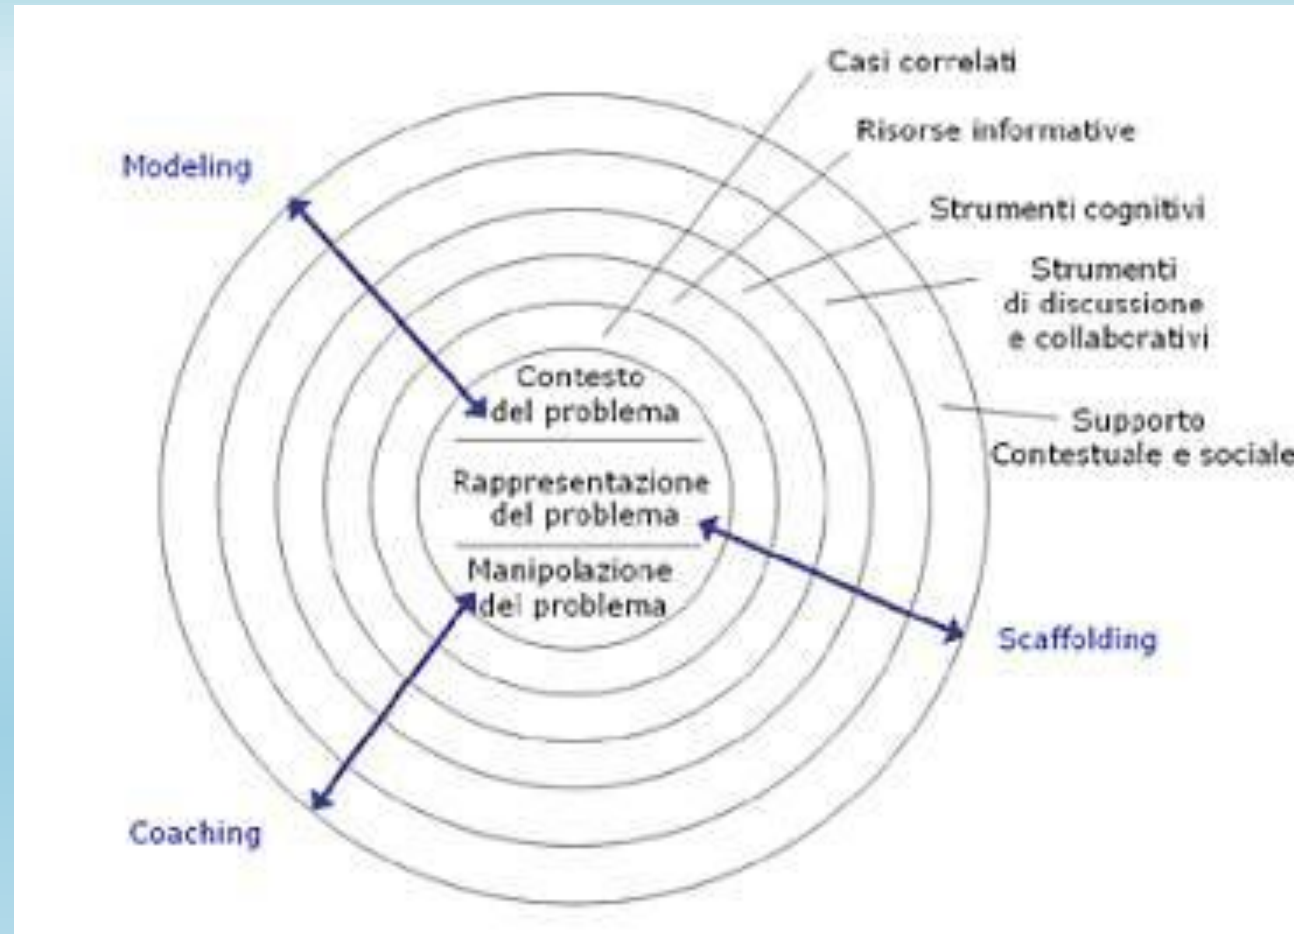 Casi correlati
Risorse informative
Modeling
Strumenti cognitivi
Strumenti
di discussione
e collaborativi
Contesto
del problema
Supporto
Contestuale e sociale
Rappresentazione
del problema
Manipolazione
del problema
Scaffolding
Coaching